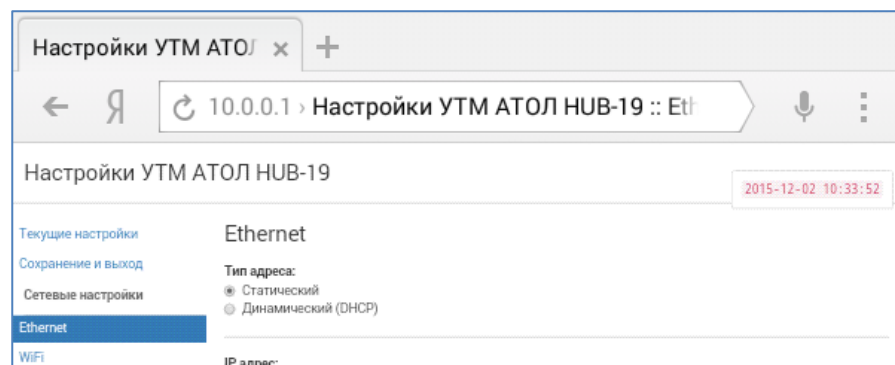 Настройки УТМ АТОЛ
10.0.0.1 › Настройки УТМ АТОЛ HUB-19 :: Eth
Настройки УТМ АТОЛ HUB-19
2015-12-02 10:33:52
Текущие настройки
Сохранение и выход
Сетевые настройки
Ethernet
WiFi
Ethernet
Тип адреса:
Статический
Динамический (DHCP)
IP адрес: